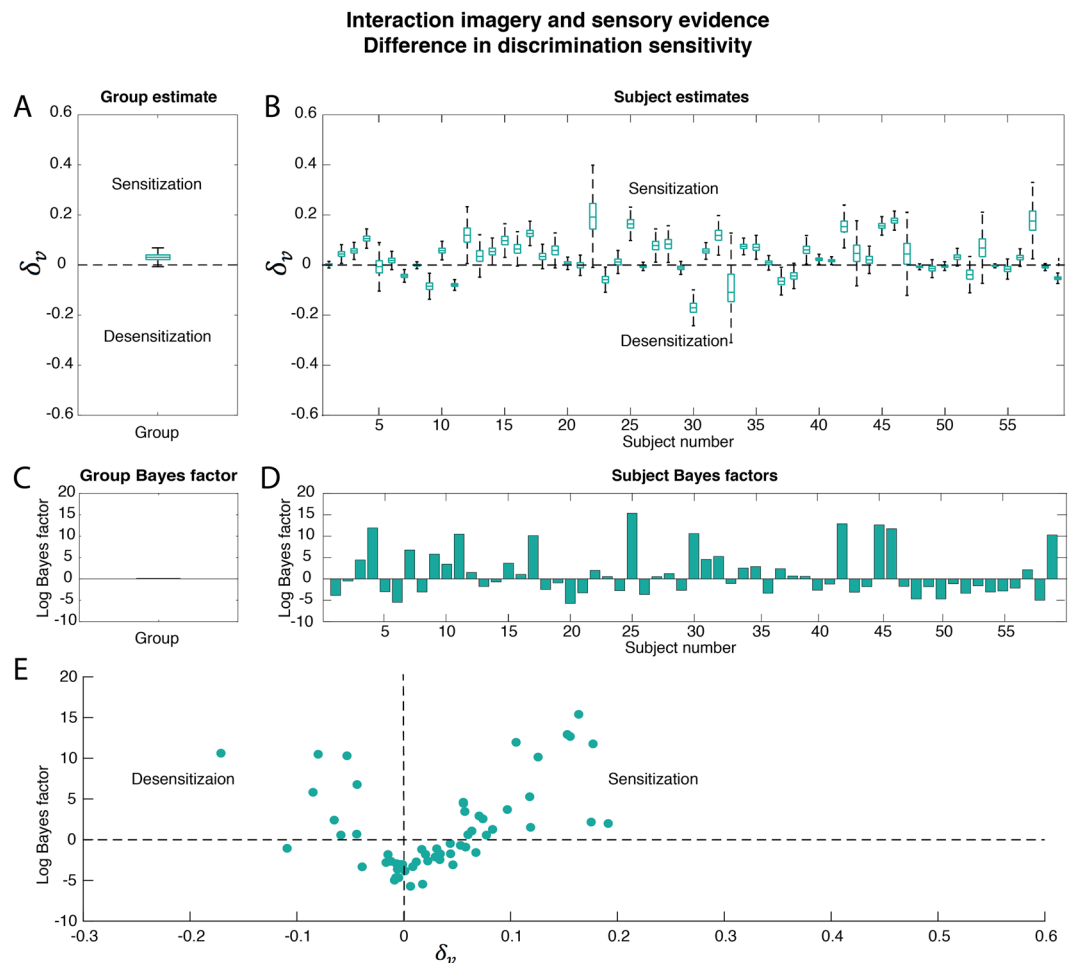 Interaction imagery and sensory evidence
Difference in discrimination sensitivity
A
Group estimate
B
Subject estimates
δv
0.6
0.4
0.2
0
-0.2
-0.4
-0.6
Sensitization
Desensitization
Group
δv
0.6
0.4
0.2
0
-0.2
-0.4
-0.6
Sensitization
Desensitization
5 10 15 20 25 30 35 40 45 50 55
Subject number
C
Group Bayes factor
D
Subject Bayes factors
Log Bayes factor
20
15
10
5
0
-5
-10
Group
Log Bayes factor
20
15
10
5
0
-5
-10
5 10 15 20 25 30 35 40 45 50 55
Subject number
E
Log Bayes factor
20
15
10
5
0
-5
-10
Desensitizaion
Sensitization
-0.3 -0.2 -0.1 0 0.1 0.2 0.3 0.4 0.5 0.6
δv